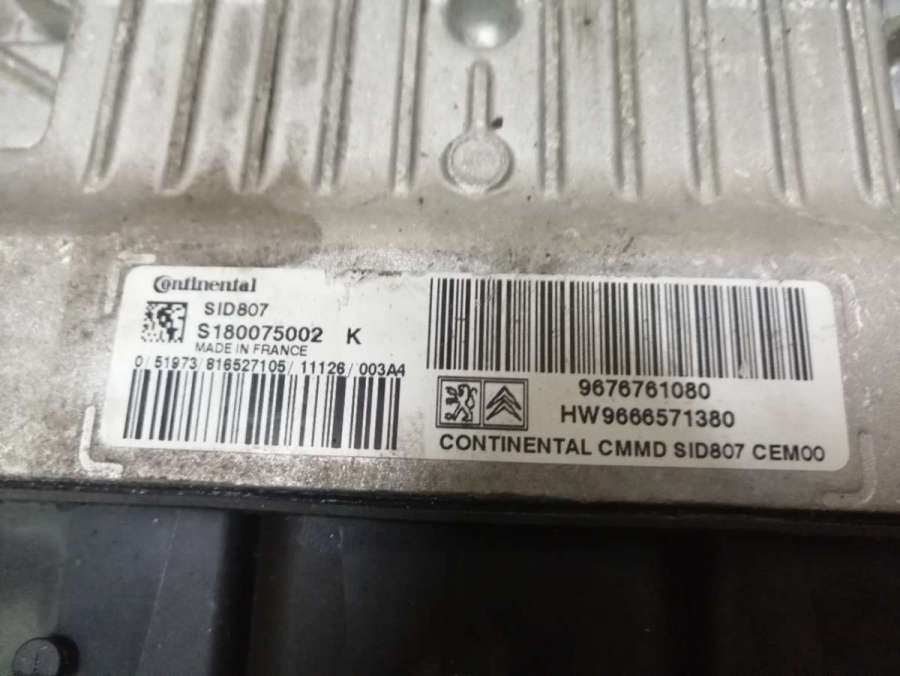 Continental
SID807
S180075002 K
MADE IN FRANCE
0/51973/816527105/11126/003A4
9676761080
HW9666571380
CONTINENTAL CMMD SID807 CEM00